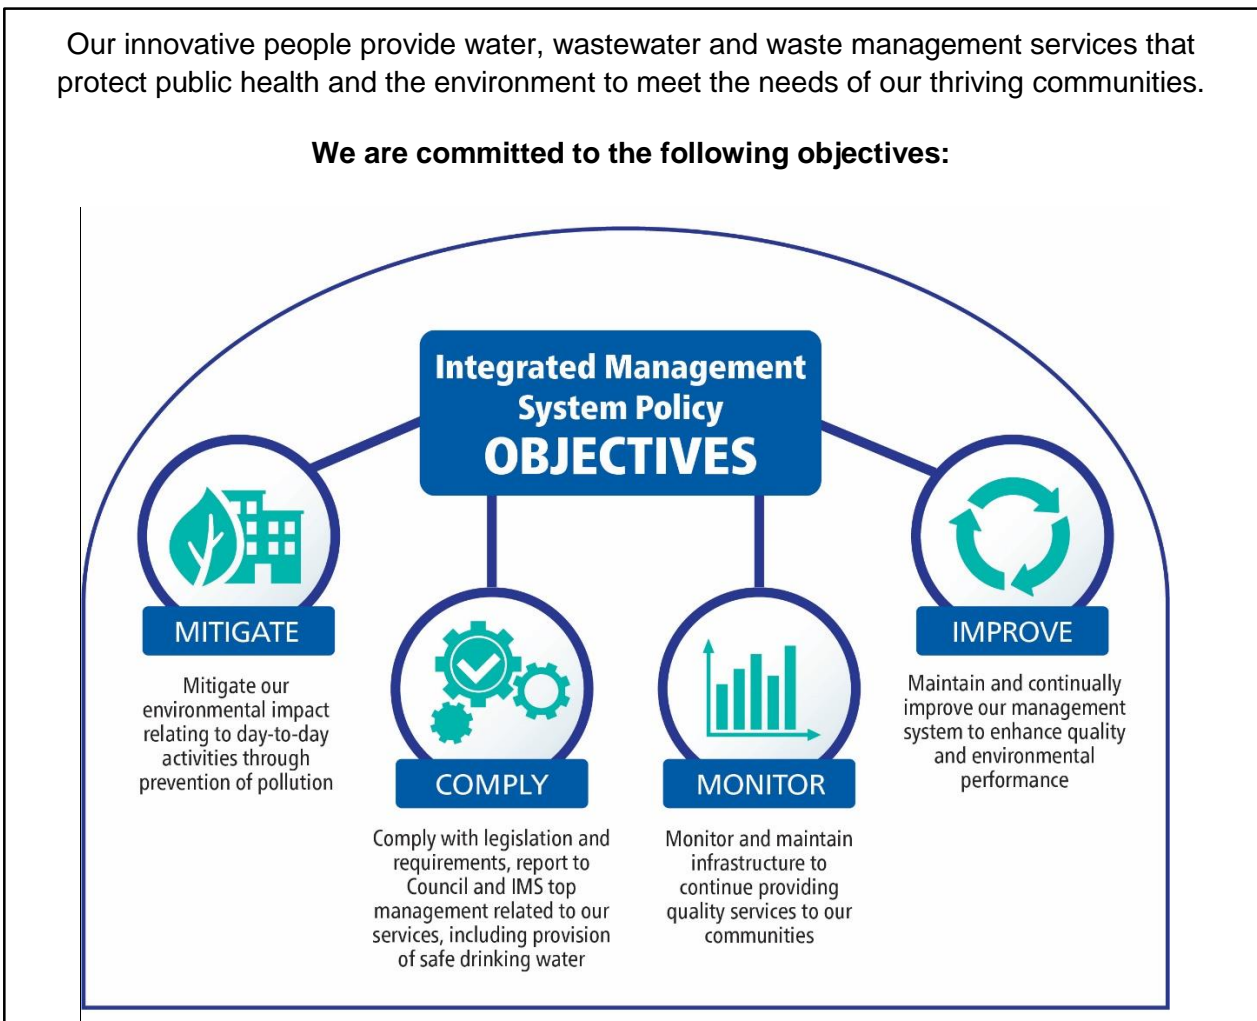 Our innovative people provide water, wastewater and waste management services that
protect public health and the environment to meet the needs of our thriving communities.
We are committed to the following objectives:
Integrated Management
System Policy
OBJECTIVES
MITIGATE
Mitigate our
environmental impact
relating to day-to-day
activities through
prevention of pollution
COMPLY
Comply with legislation and
requirements, report to
Council and IMS top
management related to our
services, including provision
of safe drinking water
MONITOR
Monitor and maintain
infrastructure to
continue providing
quality services to our
communities
IMPROVE
Maintain and continually
improve our management
system to enhance quality
and environmental
performance